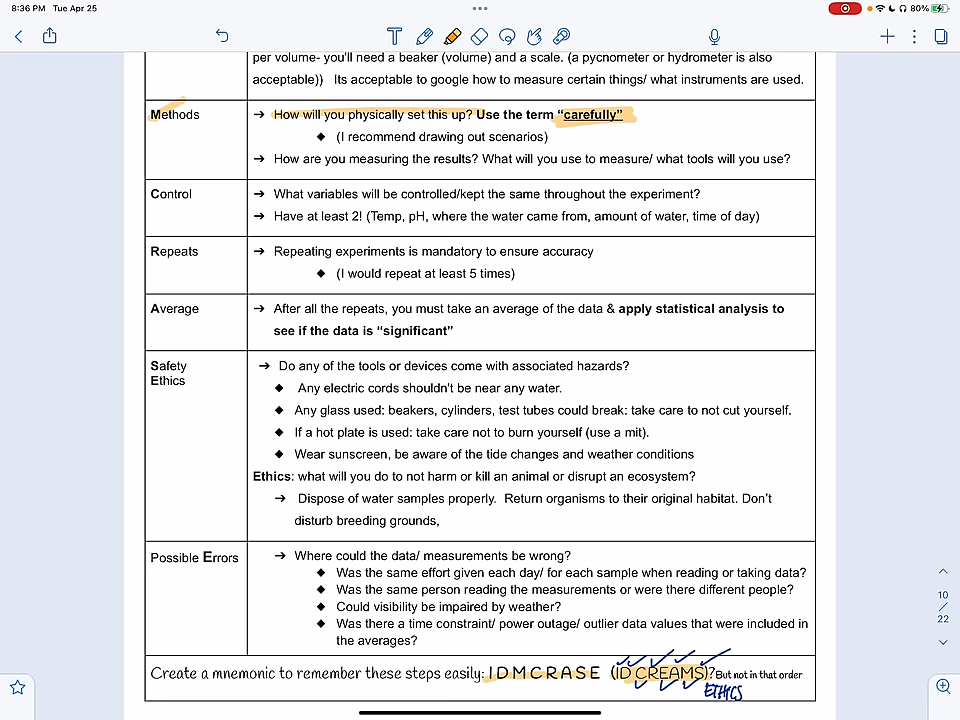 8:36 PM Tue Apr 25
80%
per volume- you'll need a beaker (volume) and a scale. (a pycnometer or hydrometer is also
acceptable)) Its acceptable to google how to measure certain things/ what instruments are used.
Methods
➔ How will you physically set this up? Use the term “carefully”
◆ (I recommend drawing out scenarios)
➔ How are you measuring the results? What will you use to measure/ what tools will you use?
Control
➔ What variables will be controlled/kept the same throughout the experiment?
➔ Have at least 2! (Temp, pH, where the water came from, amount of water, time of day)
Repeats
➔ Repeating experiments is mandatory to ensure accuracy
◆ (I would repeat at least 5 times)
Average
➔ After all the repeats, you must take an average of the data & apply statistical analysis to
see if the data is “significant”
Safety
Ethics
➔ Do any of the tools or devices come with associated hazards?
◆ Any electric cords shouldn't be near any water.
◆ Any glass used: beakers, cylinders, test tubes could break: take care to not cut yourself.
◆ If a hot plate is used: take care not to burn yourself (use a mit).
◆ Wear sunscreen, be aware of the tide changes and weather conditions
Ethics: what will you do to not harm or kill an animal or disrupt an ecosystem?
➔ Dispose of water samples properly. Return organisms to their original habitat. Don't
disturb breeding grounds,
Possible Errors
➔ Where could the data/ measurements be wrong?
◆ Was the same effort given each day/ for each sample when reading or taking data?
◆ Was the same person reading the measurements or were there different people?
◆ Could visibility be impaired by weather?
◆ Was there a time constraint/ power outage/ outlier data values that were included in
the averages?
Create a mnemonic to remember these steps easily: I D M C R A S E (ID CREAMS)? But not in that order
ETHICS
10
/
22